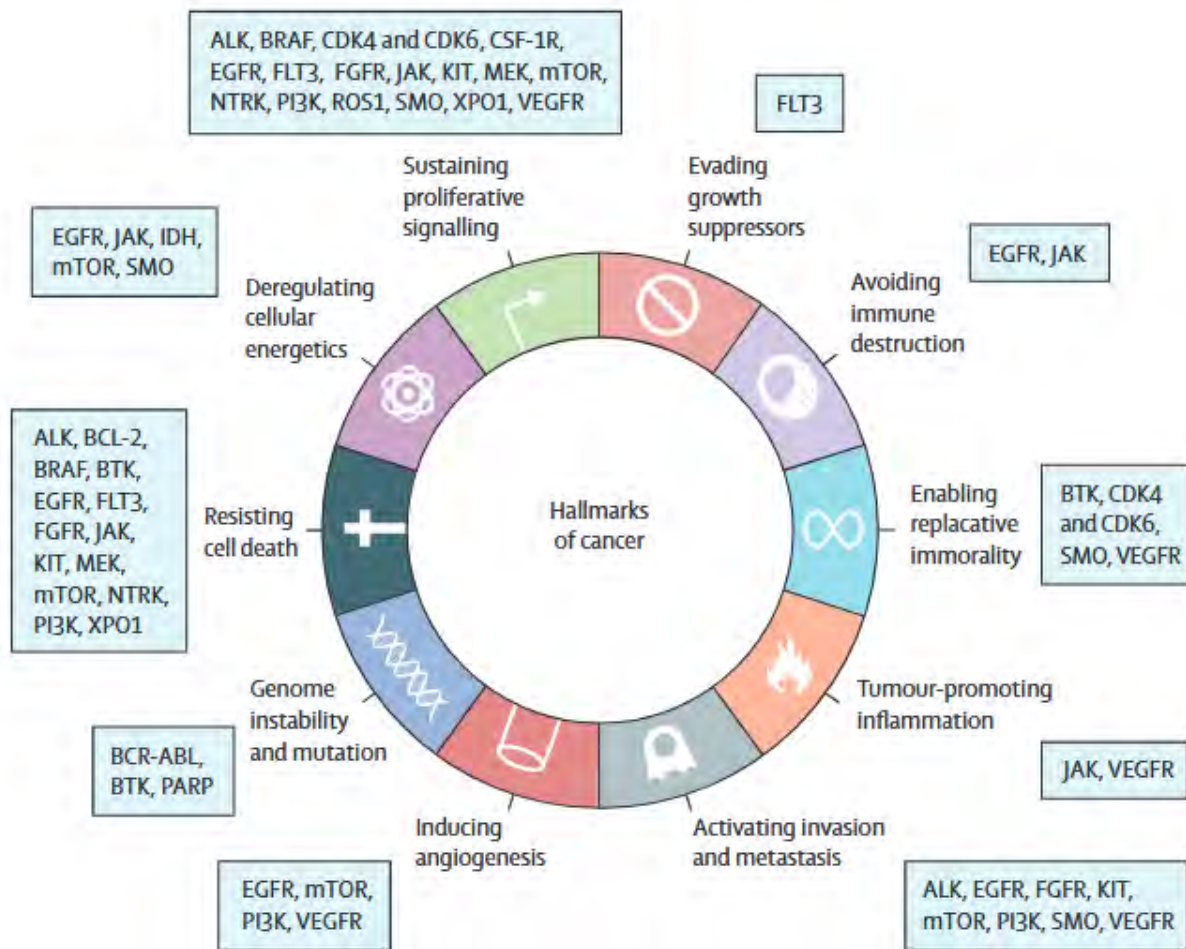 ALK, BRAF, CDK4 and CDK6, CSF-1R,
EGFR, FLT3, FGFR, JAK, KIT, MEK, mTOR,
NTRK, PI3K, ROS1, SMO, XPO1, VEGFR
FLT3
Sustaining
proliferative
signalling
Evading
growth
suppressors
EGFR, JAK, IDH,
mTOR, SMO
EGFR, JAK
Deregulating
cellular
energetics
Avoiding
immune
destruction
ALK, BCL-2,
BRAF, BTK,
EGFR, FLT3,
FGFR, JAK,
KIT, MEK,
mTOR, NTRK,
PI3K, XPO1
Resisting
cell death
Hallmarks
of cancer
Enabling
replacative
immorality
BTK, CDK4
and CDK6,
SMO, VEGFR
Genome
instability
and mutation
Tumour-promoting
inflammation
BCR-ABL,
BTK, PARP
JAK, VEGFR
Inducing
angiogenesis
Activating invasion
and metastasis
EGFR, mTOR,
PI3K, VEGFR
ALK, EGFR, FGFR, KIT,
mTOR, PI3K, SMO, VEGFR